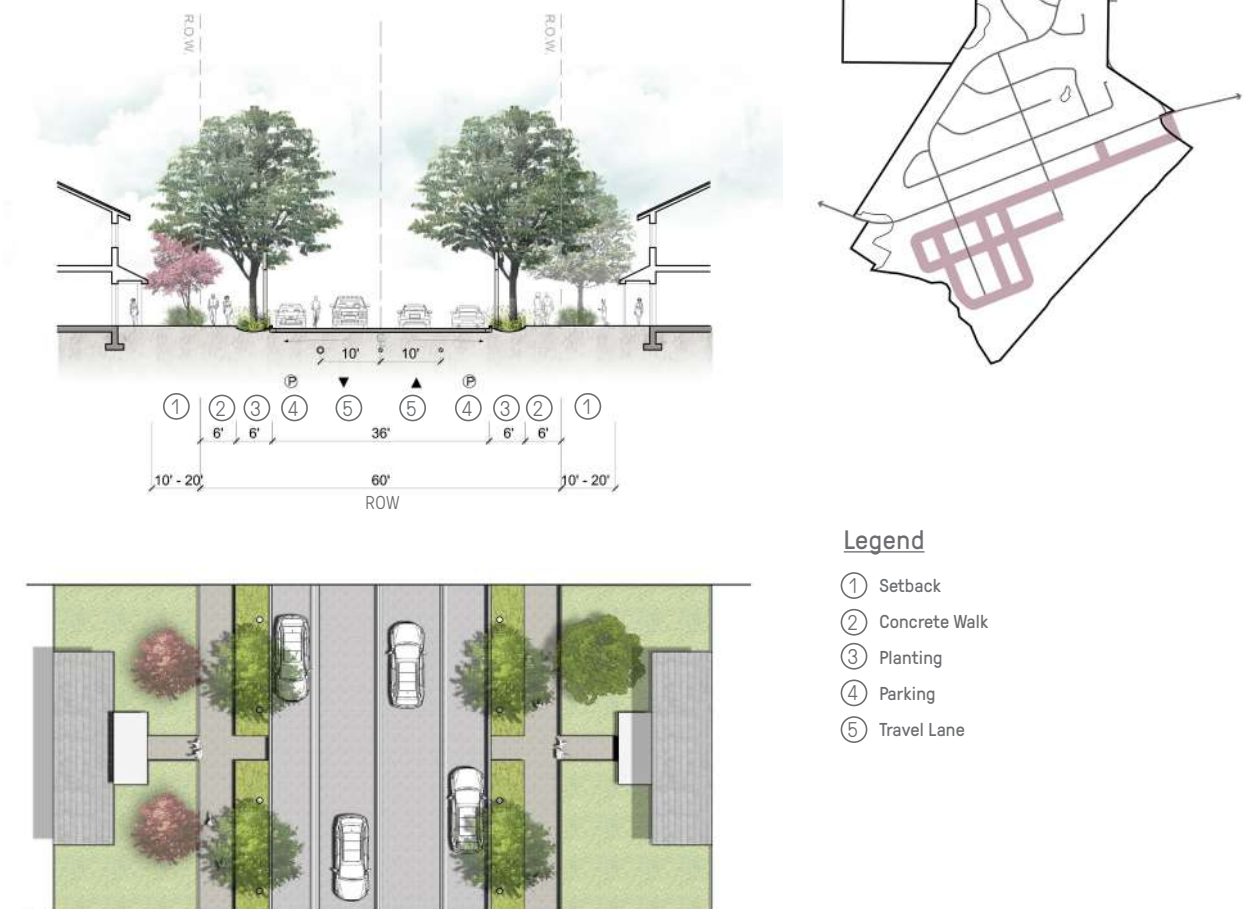 R.O.W.
R.O.W.
10' 10'
P P
1 2 3 4 5 5 4 3 2 1
6' 6' 36' 6' 6'
10' - 20' 60' 10' - 20'
ROW
Legend
1 Setback
2 Concrete Walk
3 Planting
4 Parking
5 Travel Lane